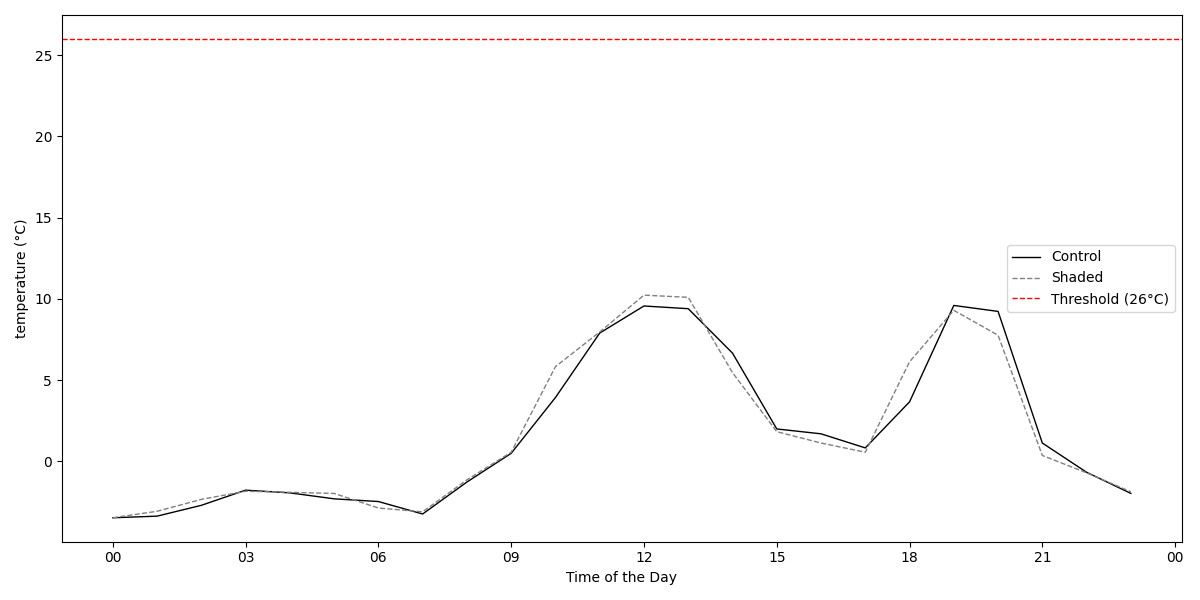 25
20
15
10
5
0
temperature (°C)
Control
Shaded
Threshold (26°C)
00 03 06 09 12 15 18 21 00
Time of the Day